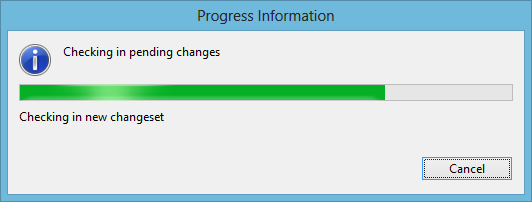 Progress Information
Checking in pending changes
Checking in new changeset
Cancel